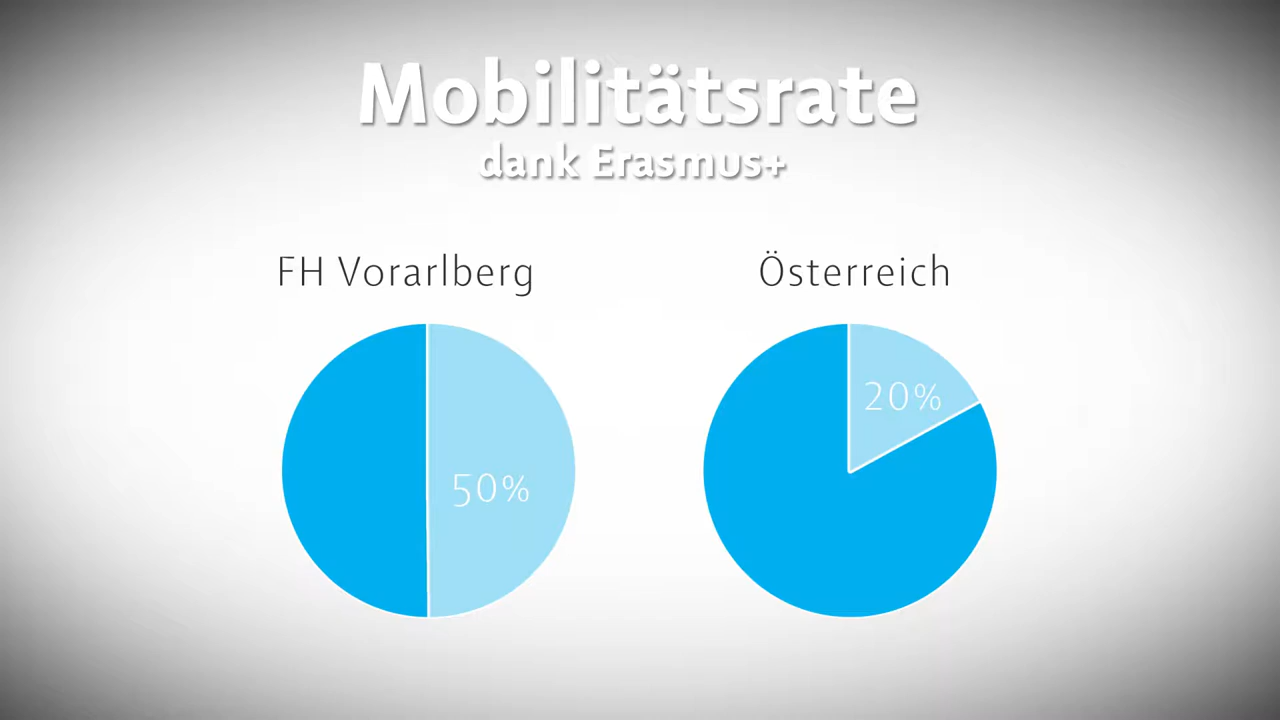 Mobilitätsrate
dank Erasmus+
FH Vorarlberg
Österreich
50%
20%